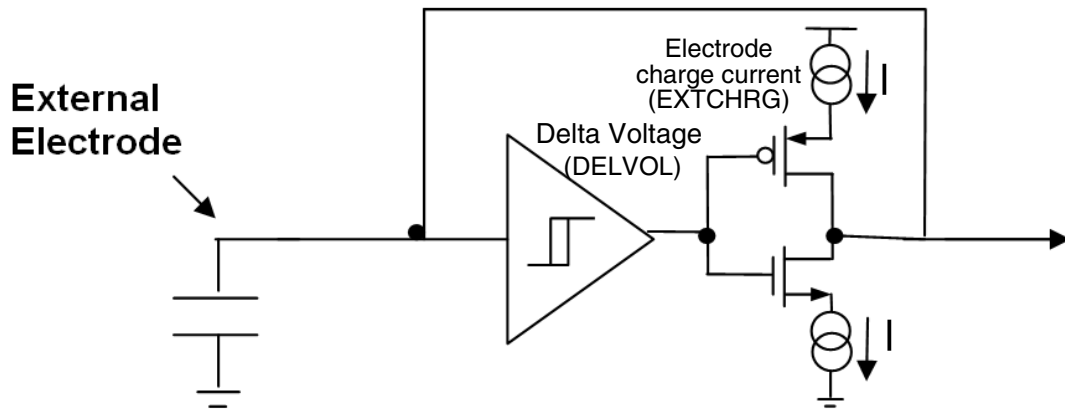 External
Electrode
Electrode
charge current
(EXTCHRG)
I
Delta Voltage
(DELVOL)
I